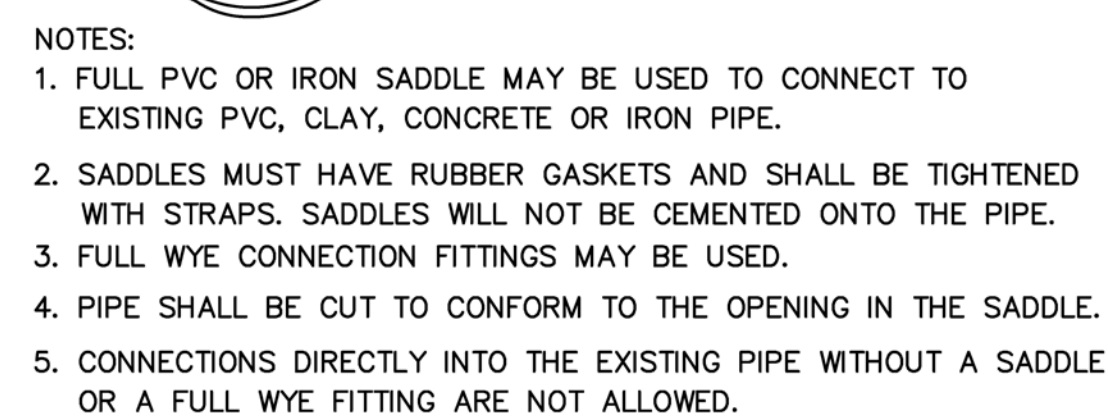 NOTES:
1. FULL PVC OR IRON SADDLE MAY BE USED TO CONNECT TO
EXISTING PVC, CLAY, CONCRETE OR IRON PIPE.
2. SADDLES MUST HAVE RUBBER GASKETS AND SHALL BE TIGHTENED
WITH STRAPS. SADDLES WILL NOT BE CEMENTED ONTO THE PIPE.
3. FULL WYE CONNECTION FITTINGS MAY BE USED.
4. PIPE SHALL BE CUT TO CONFORM TO THE OPENING IN THE SADDLE.
5. CONNECTIONS DIRECTLY INTO THE EXISTING PIPE WITHOUT A SADDLE
OR A FULL WYE FITTING ARE NOT ALLOWED.